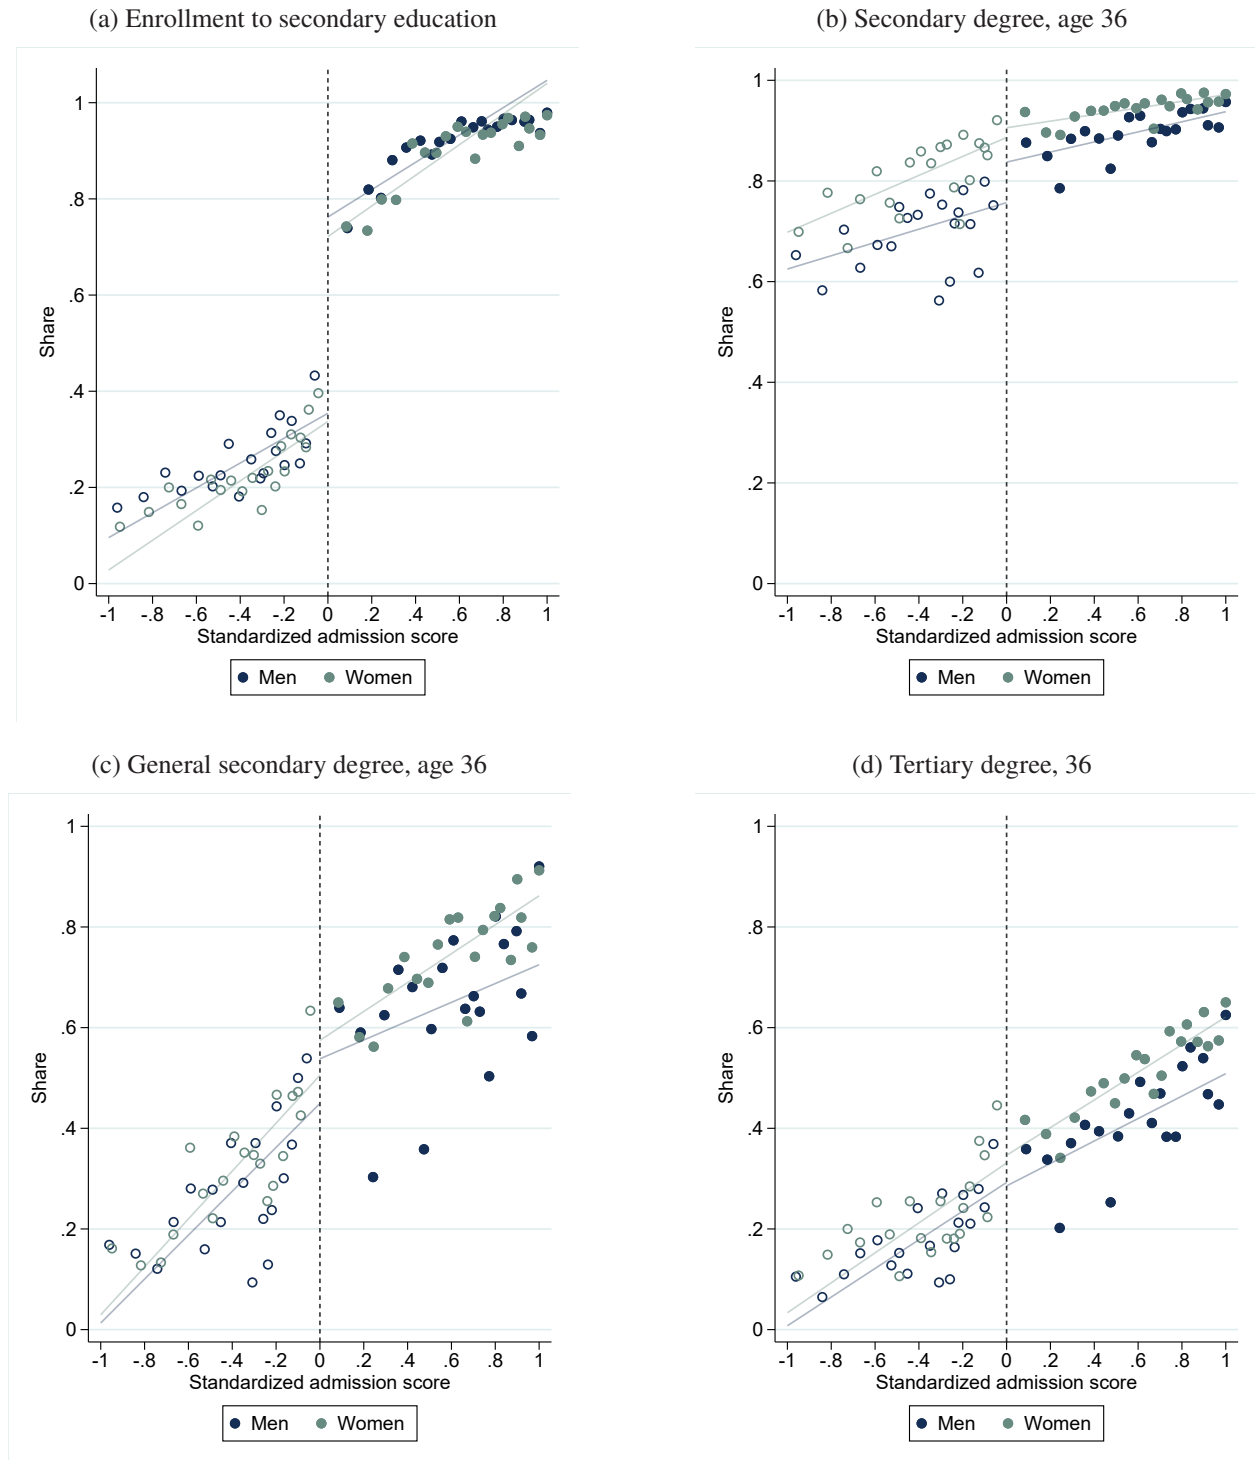 (a) Enrollment to secondary education
1
.8
.6
.4
.2
0
Share
-1 -.8 -.6 -.4 -.2 0 .2 .4 .6 .8 1
Standardized admission score
Men Women
(b) Secondary degree, age 36
1
.8
.6
.4
.2
0
Share
-1 -.8 -.6 -.4 -.2 0 .2 .4 .6 .8 1
Standardized admission score
Men Women
(c) General secondary degree, age 36
1
.8
.6
.4
.2
0
Share
-1 -.8 -.6 -.4 -.2 0 .2 .4 .6 .8 1
Standardized admission score
Men Women
(d) Tertiary degree, 36
1
.8
.6
.4
.2
0
Share
-1 -.8 -.6 -.4 -.2 0 .2 .4 .6 .8 1
Standardized admission score
Men Women